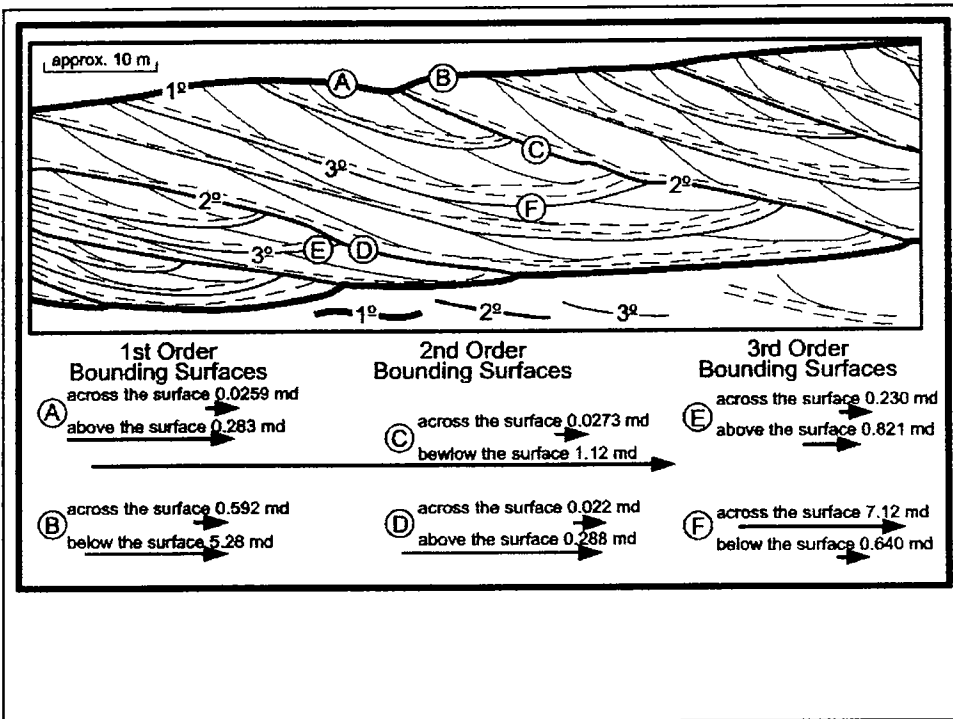 approx. 10 m
1º
A
B
C
3º
2º
2º
F
3º
E
D
1º
2º
3º
1st Order
Bounding Surfaces
2nd Order
Bounding Surfaces
3rd Order
Bounding Surfaces
A
across the surface 0.0259 md
above the surface 0.283 md
C
across the surface 0.0273 md
bewlow the surface 1.12 md
E
across the surface 0.230 md
above the surface 0.821 md
B
across the surface 0.592 md
below the surface 5.28 md
D
across the surface 0.022 md
above the surface 0.288 md
F
across the surface 7.12 md
below the surface 0.640 md